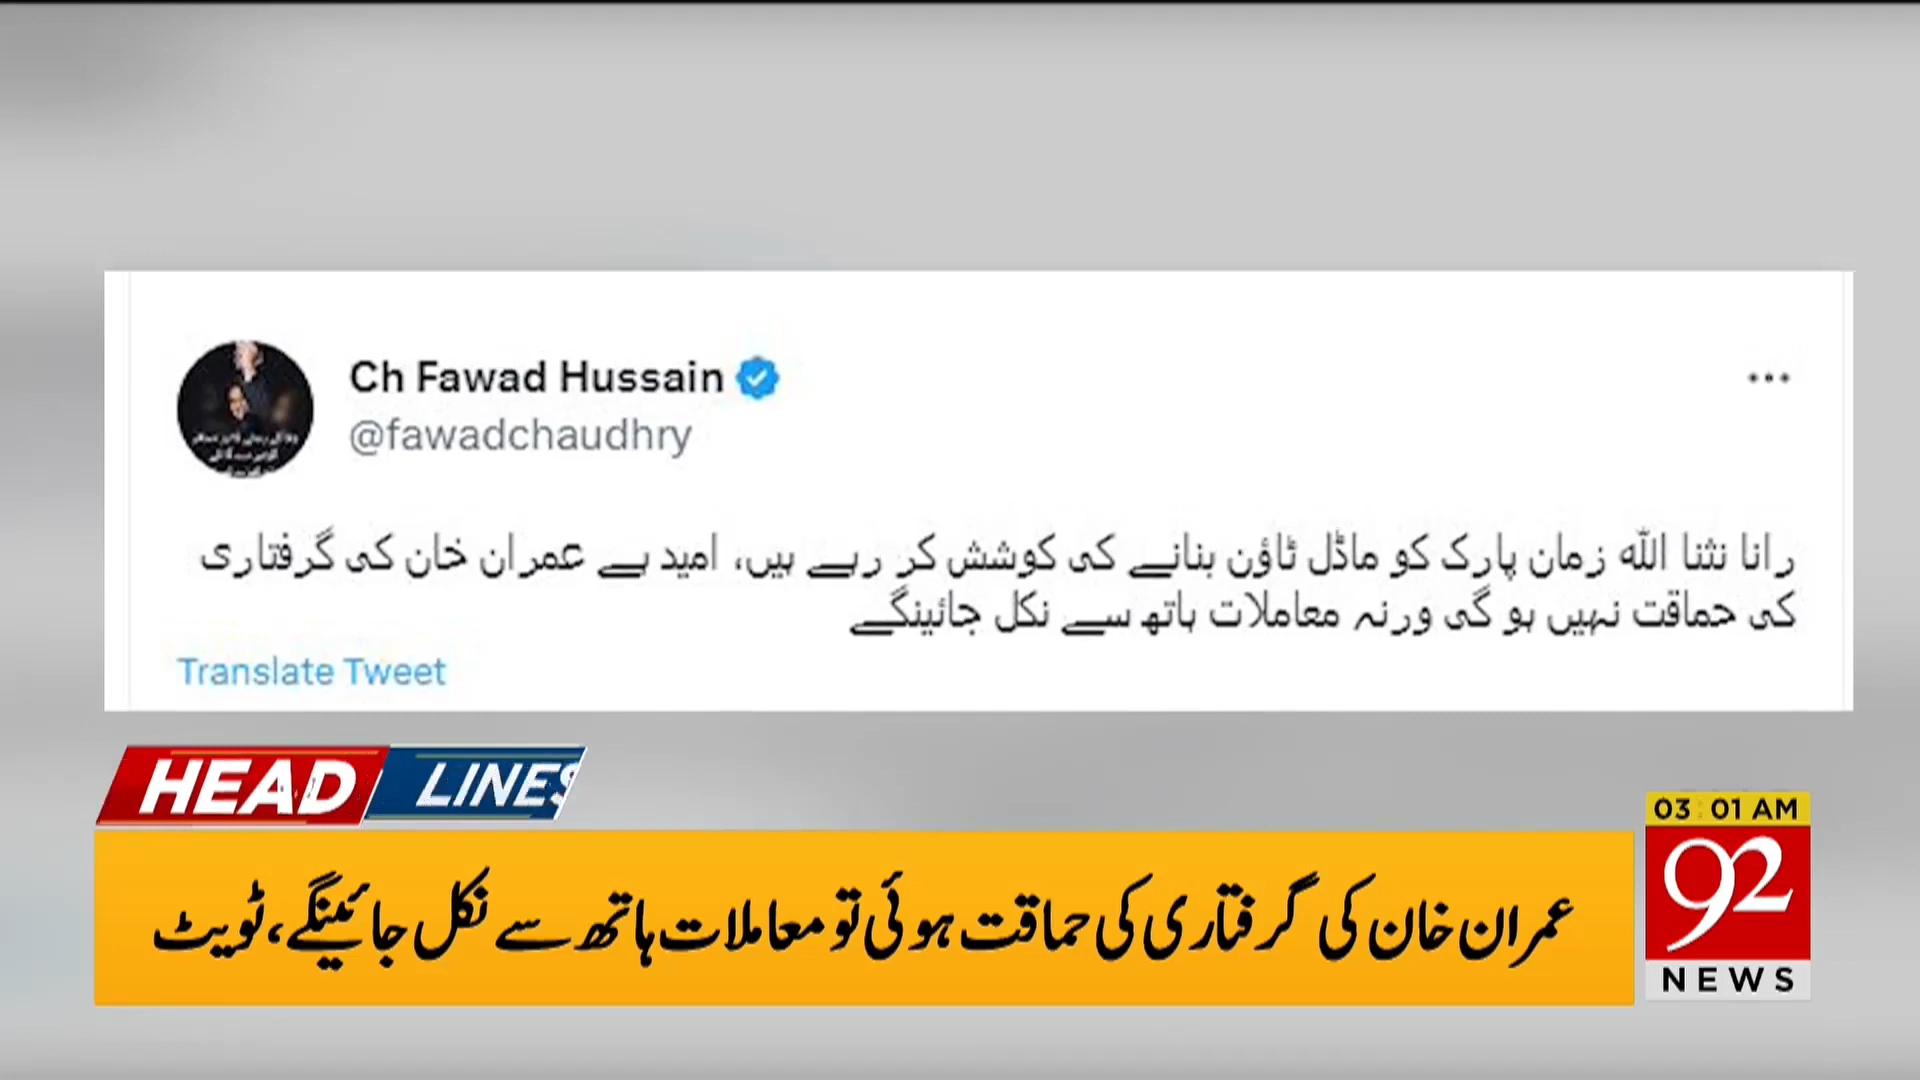 Ch Fawad Hussain
@fawadchaudhry
رانا نثنا اللہ زمان پارک کو ماڈل ٹاؤن بنانے کی کوشش کر رہے ہیں، امید ہے عمران خان کی گرفتاری
کی حماقت نہیں ہو گی ورنہ معاملات ہاتھ سے نکل جائینگے
Translate Tweet
HEAD LINES
03:01 AM
عمران خان کی گرفتاری کی حماقت ہوئی تو معاملات ہاتھ سے نکل جائینگے، ٹویٹ
92
NEWS